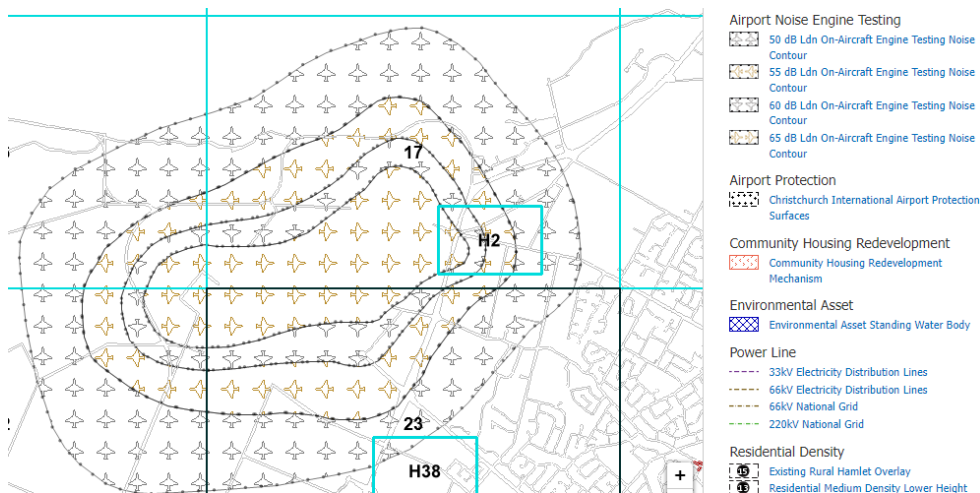 17
H2
23
H38
+
Airport Noise Engine Testing
50 dB Ldn On-Aircraft Engine Testing Noise
Contour
55 dB Ldn On-Aircraft Engine Testing Noise
Contour
60 dB Ldn On-Aircraft Engine Testing Noise
Contour
65 dB Ldn On-Aircraft Engine Testing Noise
Contour
Airport Protection
Christchurch International Airport Protection
Surfaces
Community Housing Redevelopment
Community Housing Redevelopment
Mechanism
Environmental Asset
Environmental Asset Standing Water Body
Power Line
33kV Electricity Distribution Lines
66kV Electricity Distribution Lines
66kV National Grid
220kV National Grid
Residential Density
15 Existing Rural Hamlet Overlay
13 Residential Medium Density Lower Height